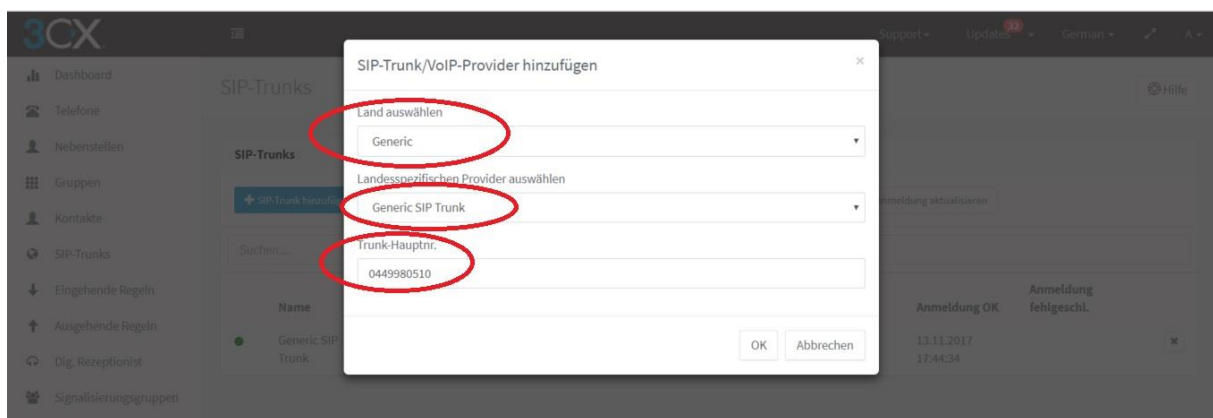 3CX
Support
Updates
33
German
A
Dashboard
Telefone
Nebenstellen
Gruppen
Kontakte
SIP-Trunks
Eingehende Regeln
Ausgehende Regeln
Dig. Rezeptionist
Signalisierungsgruppen
SIP-Trunks
Hilfe
SIP-Trunks
+ SIP-Trunk hinzufü
nmeldung aktualisieren
Suchen...
Name
Anmeldung OK
Anmeldung
fehlgeschl.
Generic SIP
Trunk
13.11.2017
17:44:34
SIP-Trunk/VoIP-Provider hinzufügen
×
Land auswählen
Generic
Landesspezifischen Provider auswählen
Generic SIP Trunk
Trunk-Hauptnr.
0449980510
OK
Abbrechen